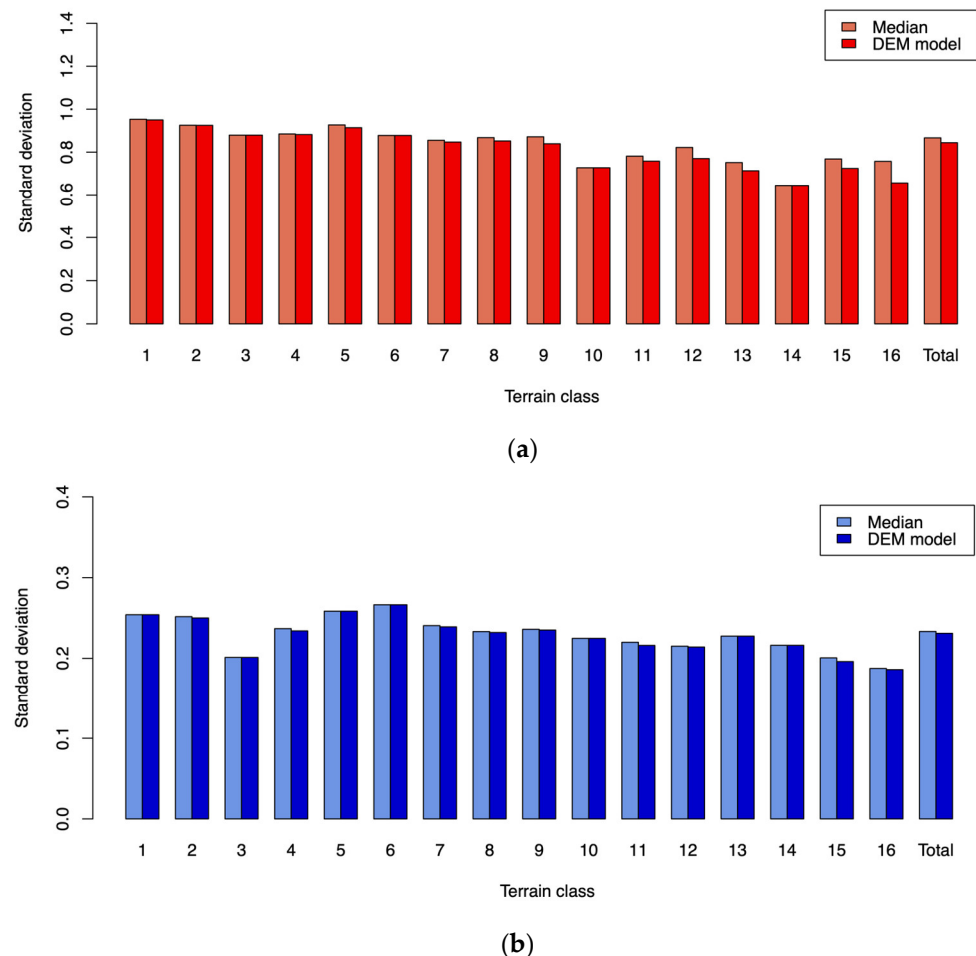 1.4
1.2
1.0
0.8
0.6
0.4
0.2
0.0
Standard deviation
Median
DEM model
1 2 3 4 5 6 7 8 9 10 11 12 13 14 15 16 Total
Terrain class
(a)
0.4
0.3
0.2
0.1
0.0
Standard deviation
Median
DEM model
1 2 3 4 5 6 7 8 9 10 11 12 13 14 15 16 Total
Terrain class
(b)